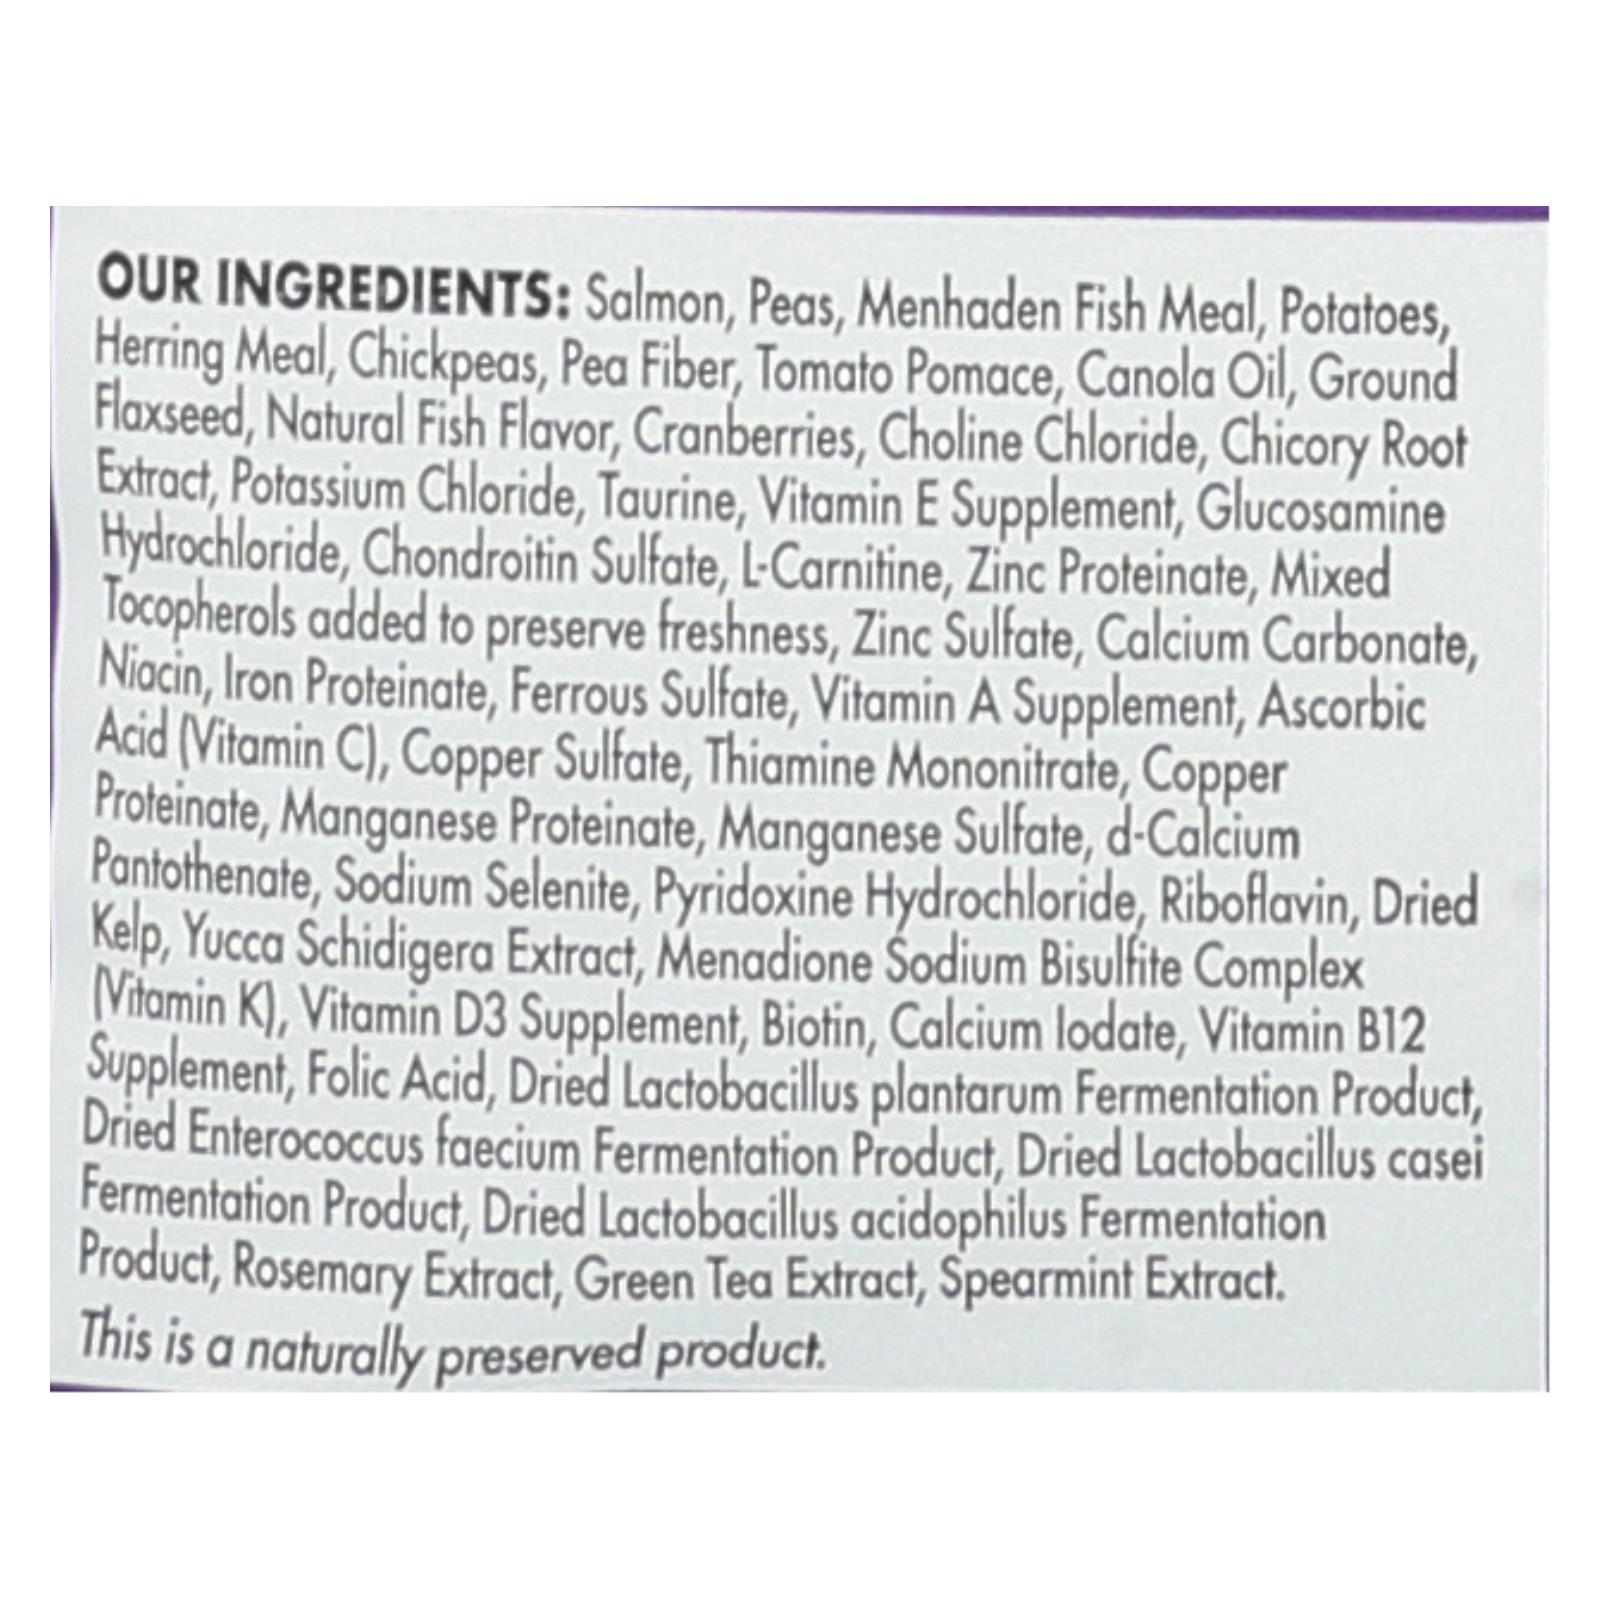 OUR INGREDIENTS: Salmon, Peas, Menhaden Fish Meal, Potatoes,
Herring Meal, Chickpeas, Pea Fiber, Tomato Pomace, Canola Oil, Ground
Flaxseed, Natural Fish Flavor, Cranberries, Choline Chloride, Chicory Root
Extract, Potassium Chloride, Taurine, Vitamin E Supplement, Glucosamine
Hydrochloride, Chondroitin Sulfate, L-Carnitine, Zinc Proteinate, Mixed
Tocopherols added to preserve freshness, Zinc Sulfate, Calcium Carbonate,
Niacin, Iron Proteinate, Ferrous Sulfate, Vitamin A Supplement, Ascorbic
Acid (Vitamin C), Copper Sulfate, Thiamine Mononitrate, Copper
Proteinate, Manganese Proteinate, Manganese Sulfate, d-Calcium
Pantothenate, Sodium Selenite, Pyridoxine Hydrochloride, Riboflavin, Dried
Kelp, Yucca Schidigera Extract, Menadione Sodium Bisulfite Complex
(Vitamin K), Vitamin D3 Supplement, Biotin, Calcium Iodate, Vitamin B12
Supplement, Folic Acid, Dried Lactobacillus plantarum Fermentation Product,
Dried Enterococcus faecium Fermentation Product, Dried Lactobacillus casei
Fermentation Product, Dried Lactobacillus acidophilus Fermentation
Product, Rosemary Extract, Green Tea Extract, Spearmint Extract.
This is a naturally preserved product.